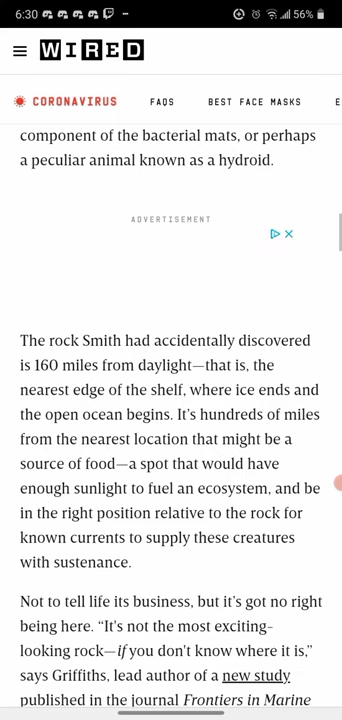 6:30 56%
WIRED
CORONAVIRUS FAQS BEST FACE MASKS E
component of the bacterial mats, or perhaps
a peculiar animal known as a hydroid.
ADVERTISEMENT
The rock Smith had accidentally discovered
is 160 miles from daylight—that is, the
nearest edge of the shelf, where ice ends and
the open ocean begins. It's hundreds of miles
from the nearest location that might be a
source of food—a spot that would have
enough sunlight to fuel an ecosystem, and be
in the right position relative to the rock for
known currents to supply these creatures
with sustenance.
Not to tell life its business, but it's got no right
being here. “It's not the most exciting-
looking rock—if you don't know where it is,”
says Griffiths, lead author of a new study
published in the journal Frontiers in Marine